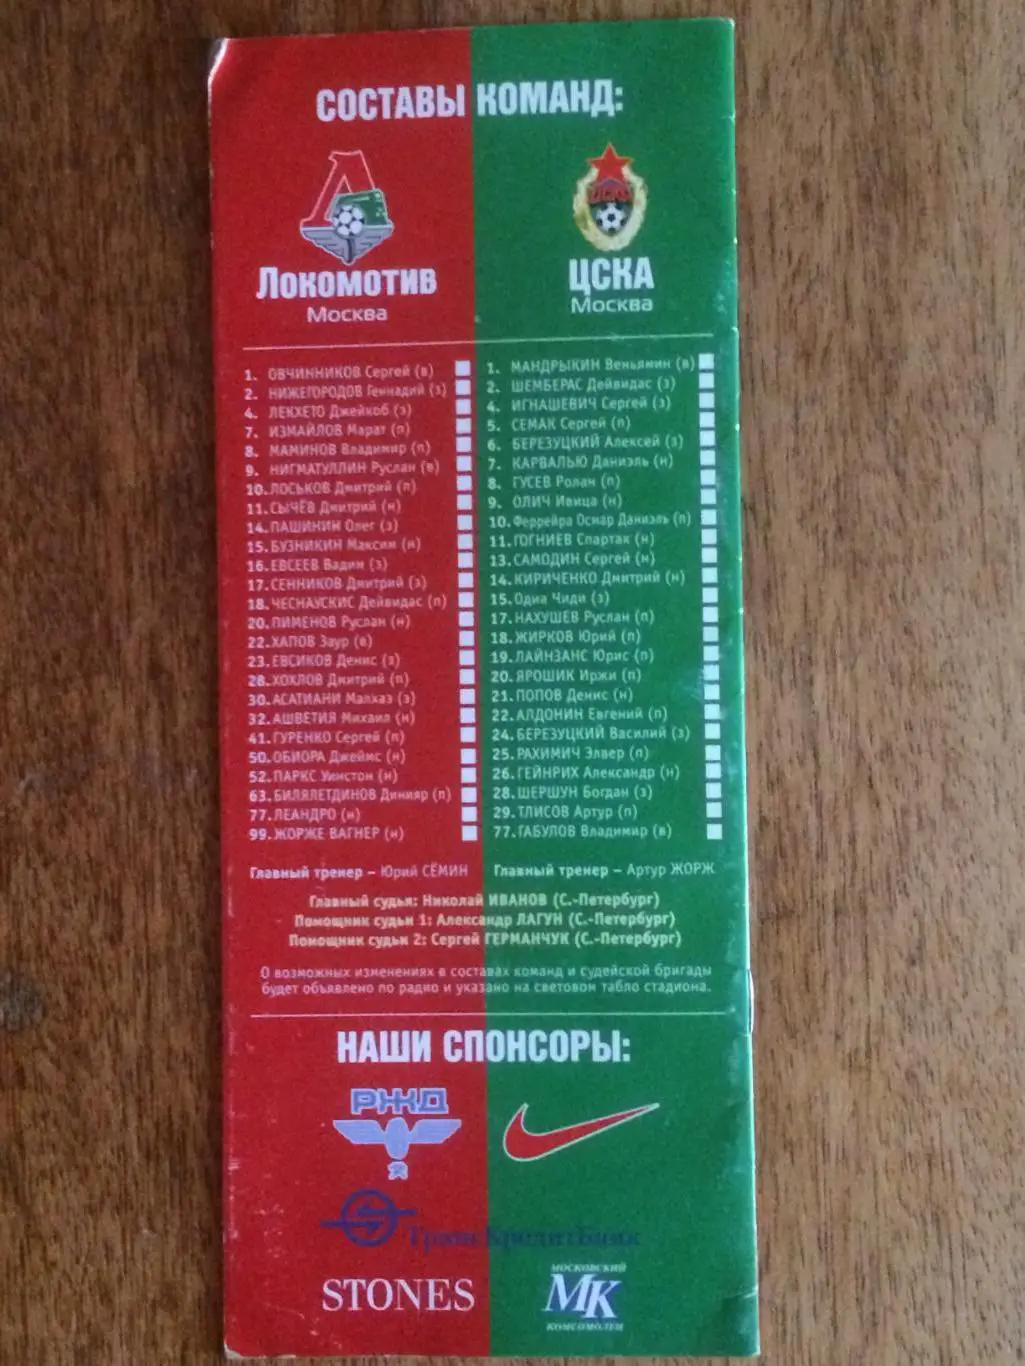 СОСТАВЫ КОМАНД:
ЦСКА
ЛОКОМОТИВ
Москва
ЦСКА
Москва
1. ОВЧИННИКОВ Сергей (в)
2. НИЖЕГОРОДОВ Геннадий (з)
4. ЛЕКХЕТО Джейкоб (з)
7. ИЗМАЙЛОВ Марат (п)
8. МАМИНОВ Владимир (п)
9. НИГМАТУЛЛИН Руслан (в)
10. ЛОСЬКОВ Дмитрий (п)
11. СЫЧЁВ Дмитрий (н)
14. ПАШИНИН Олег (з)
15. БУЗНИКИН Максим (н)
16. ЕВСЕЕВ Вадим (з)
17. СЕННИКОВ Дмитрий (з)
18. ЧЕСНАУСКИС Дейвидас (п)
20. ПИМЕНОВ Руслан (н)
22. ХАПОВ Заур (в)
23. ЕВСИКОВ Денис (з)
28. ХОХЛОВ Дмитрий (п)
30. АСАТИАНИ Малхаз (з)
32. АШВЕТИЯ Михаил (н)
41. ГУРЕНКО Сергей (п)
50. ОБИОРА Джеймс (н)
52. ПАРКС Уинстон (н)
63. БИЛЯЛЕТДИНОВ Динияр (п)
77. ЛЕАНДРО (н)
99. ЖОРЖЕ ВАГНЕР (н)
Главный тренер – Юрий СЁМИН
1. МАНДРЫКИН Веньямин (в)
2. ШЕМБЕРАС Дейвидас (з)
4. ИГНАШЕВИЧ Сергей (з)
5. СЕМАК Сергей (п)
6. БЕРЕЗУЦКИЙ Алексей (з)
7. КАРВАЛЬЮ Даниэль (н)
8. ГУСЕВ Ролан (п)
9. ОЛИЧ Ивица (н)
10. Феррейра Осмар Даниэль (п)
11. ГОГНИЕВ Спартак (н)
13. САМОДИН Сергей (н)
14. КИРИЧЕНКО Дмитрий (н)
15. Одиа Чиди (з)
17. НАХУШЕВ Руслан (п)
18. ЖИРКОВ Юрий (п)
19. ЛАЙНЗАНС Юрис (п)
20. ЯРОШИК Иржи (п)
21. ПОПОВ Денис (н)
22. АЛДОНИН Евгений (п)
24. БЕРЕЗУЦКИЙ Василий (з)
25. РАХИМИЧ Элвер (п)
26. ГЕЙНРИХ Александр (н)
28. ШЕРШУН Богдан (з)
29. ТЛИСОВ Артур (п)
77. ГАБУЛОВ Владимир (в)
Главный тренер – Артур ЖОРЖ
Главный судья: Николай ИВАНОВ (С.-Петербург)
Помощник судьи 1: Александр ЛАГУН (С.-Петербург)
Помощник судьи 2: Сергей ГЕРМАНЧУК (С.-Петербург)
О возможных изменениях в составах команд и судейской бригады
будет объявлено по радио и указано на световом табло стадиона.
НАШИ СПОНСОРЫ:
РЖД
ТрансКредитБанк
STONES
МОСКОВСКИЙ
МК
КОМСОМОЛЕЦ